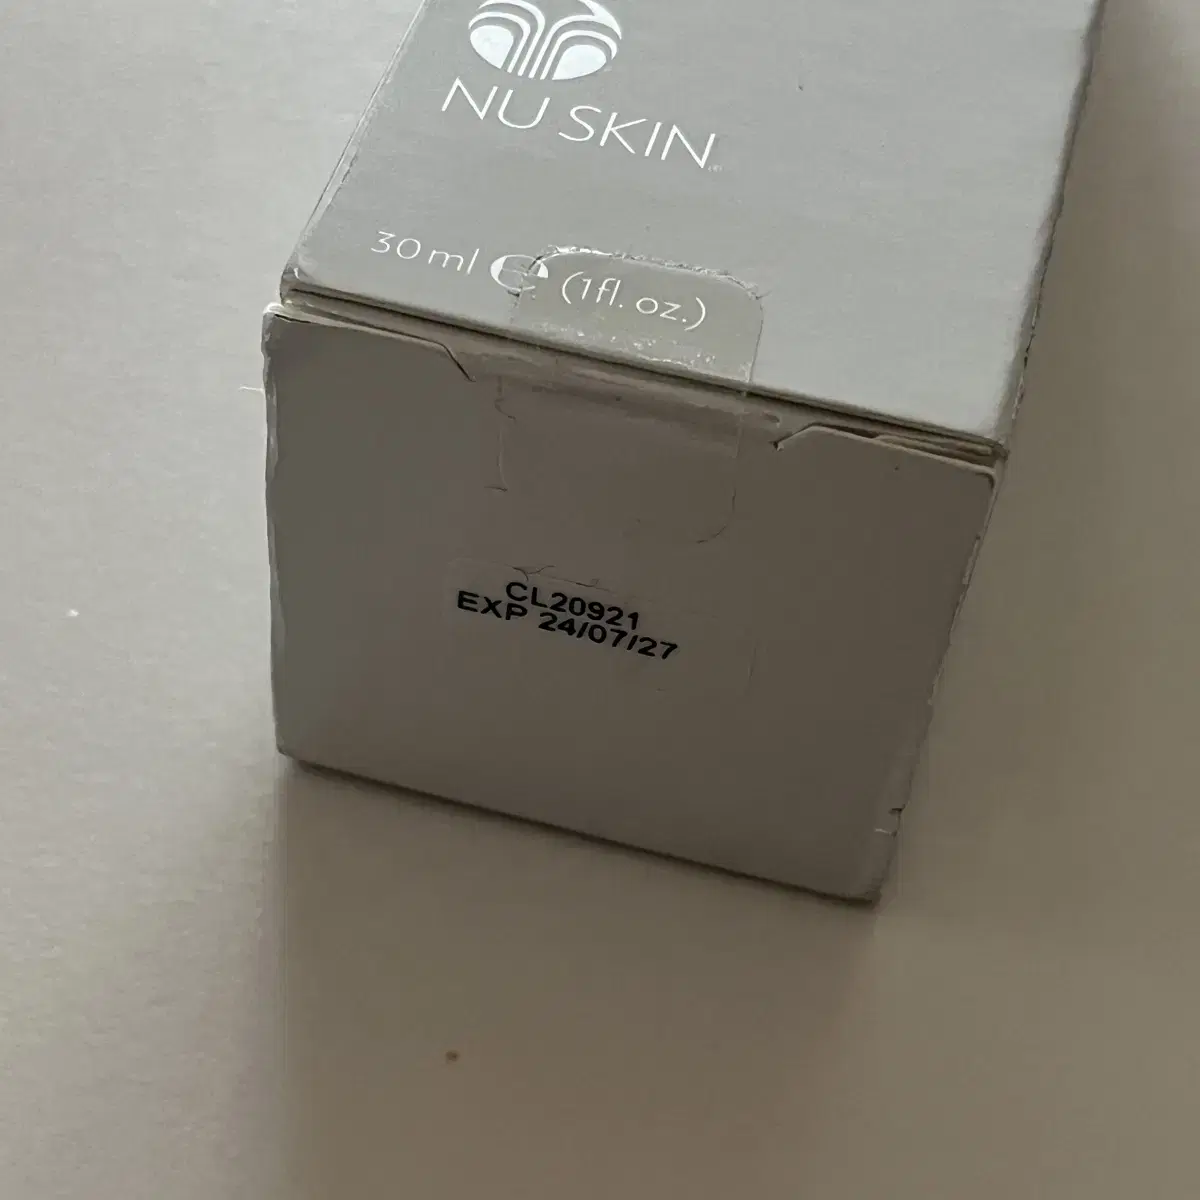 NU SKIN
30 ml ℮ (1fl. oz.)
CL20921
EXP 24/07/27